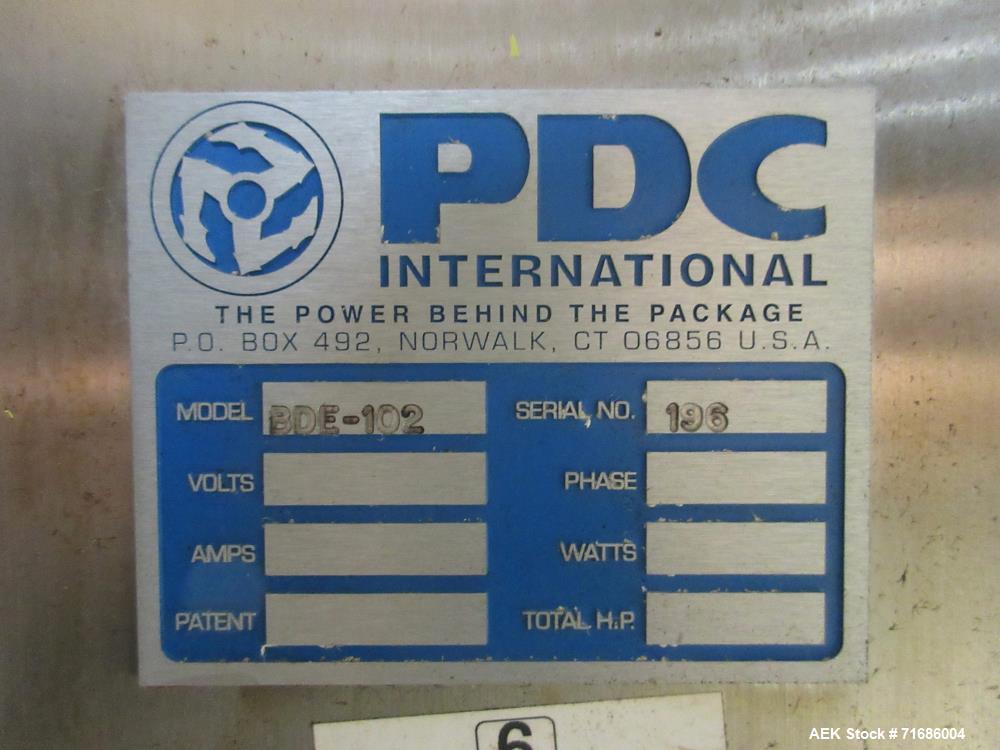 PDC
INTERNATIONAL
THE POWER BEHIND THE PACKAGE
P.O. BOX 492, NORWALK, CT 06856 U.S.A.
MODEL BDE-102 SERIAL NO. 196
VOLTS PHASE
AMPS WATTS
PATENT TOTAL H.P.
6
AEK Stock # 71686004